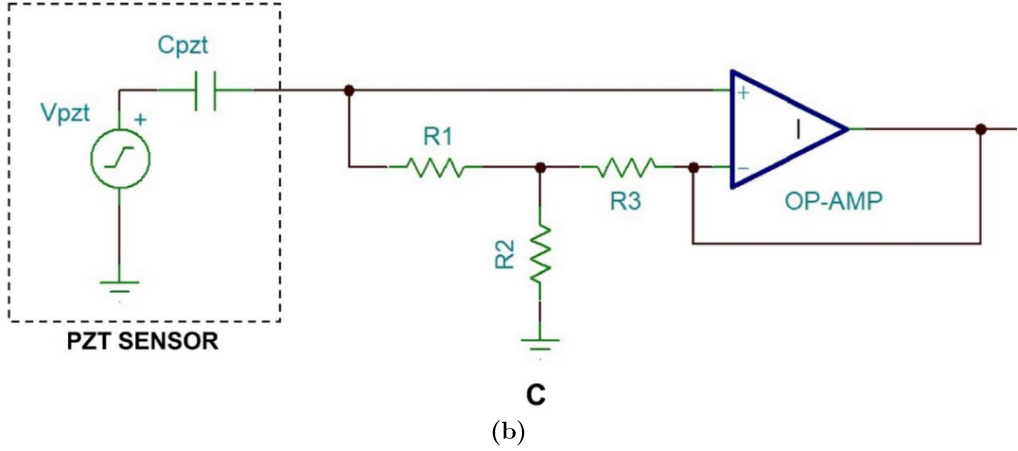 Cpzt
Vpzt
+
R1
R3
R2
+
−
I
OP-AMP
PZT SENSOR
C
(b)